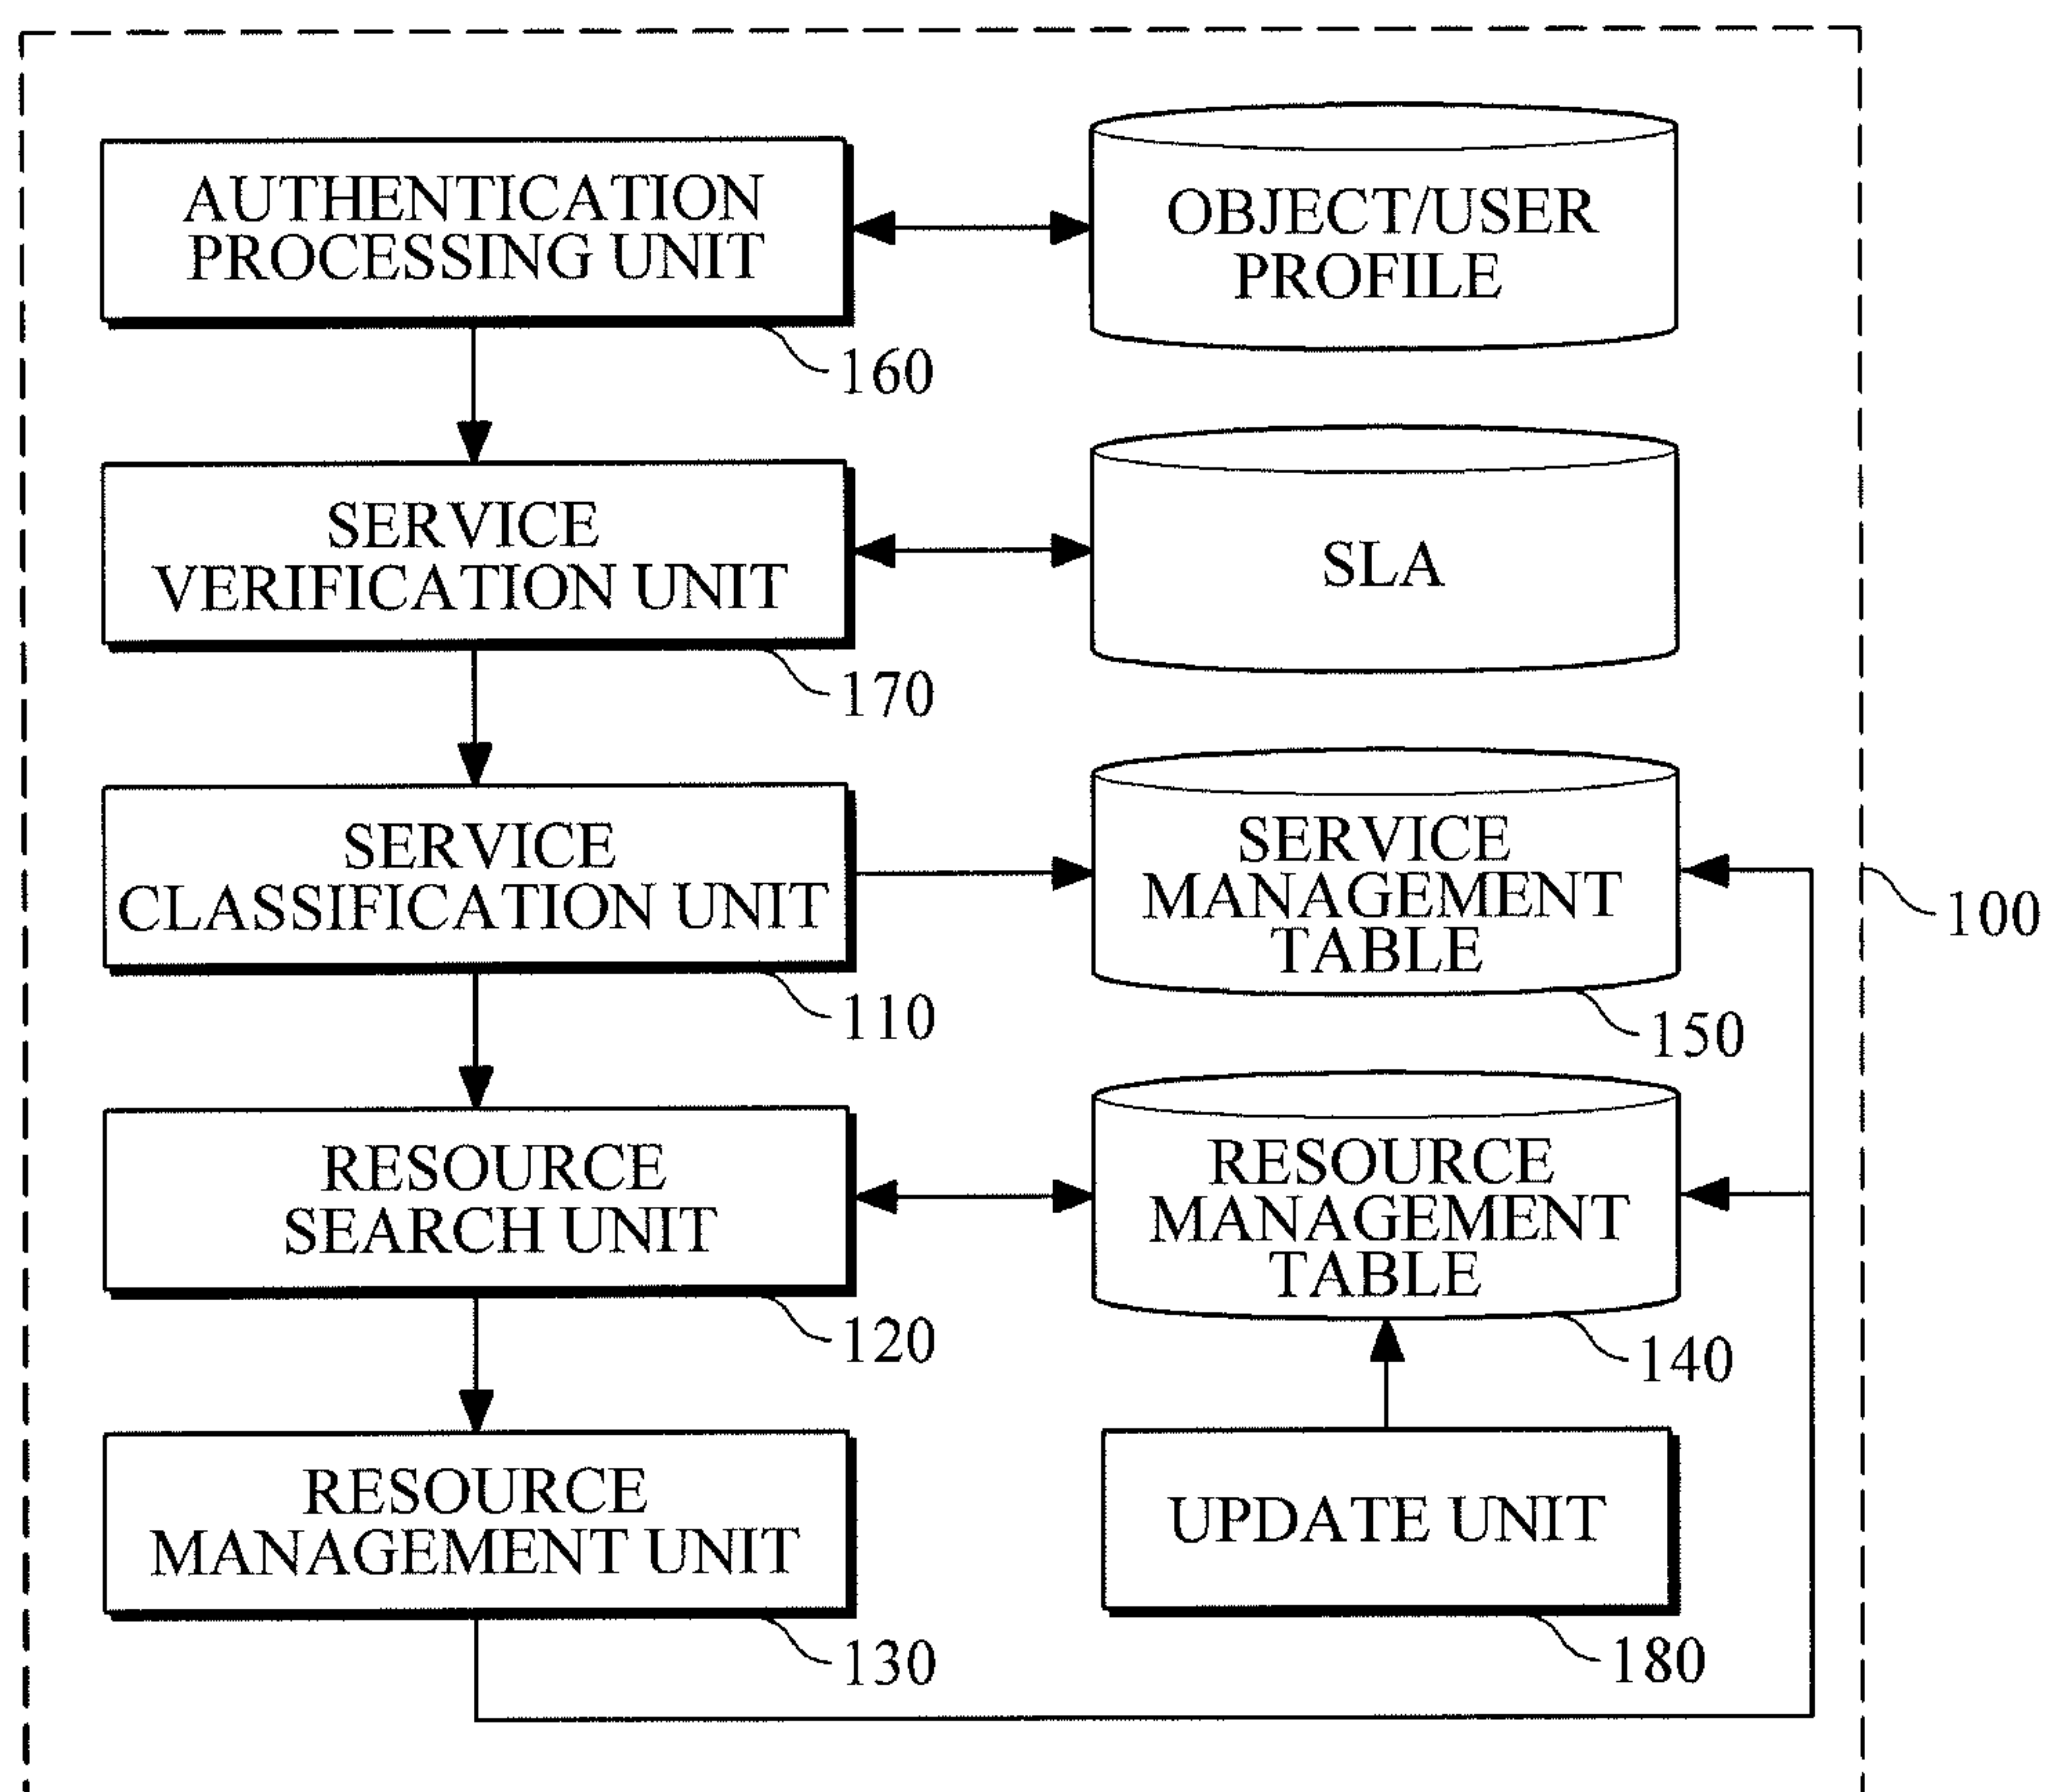 AUTHENTICATION
PROCESSING UNIT
160
OBJECT/USER
PROFILE
SERVICE
VERIFICATION UNIT
170
SLA
SERVICE
CLASSIFICATION UNIT
110
SERVICE
MANAGEMENT
TABLE
150
100
RESOURCE
SEARCH UNIT
120
RESOURCE
MANAGEMENT
TABLE
140
RESOURCE
MANAGEMENT UNIT
130
UPDATE UNIT
180